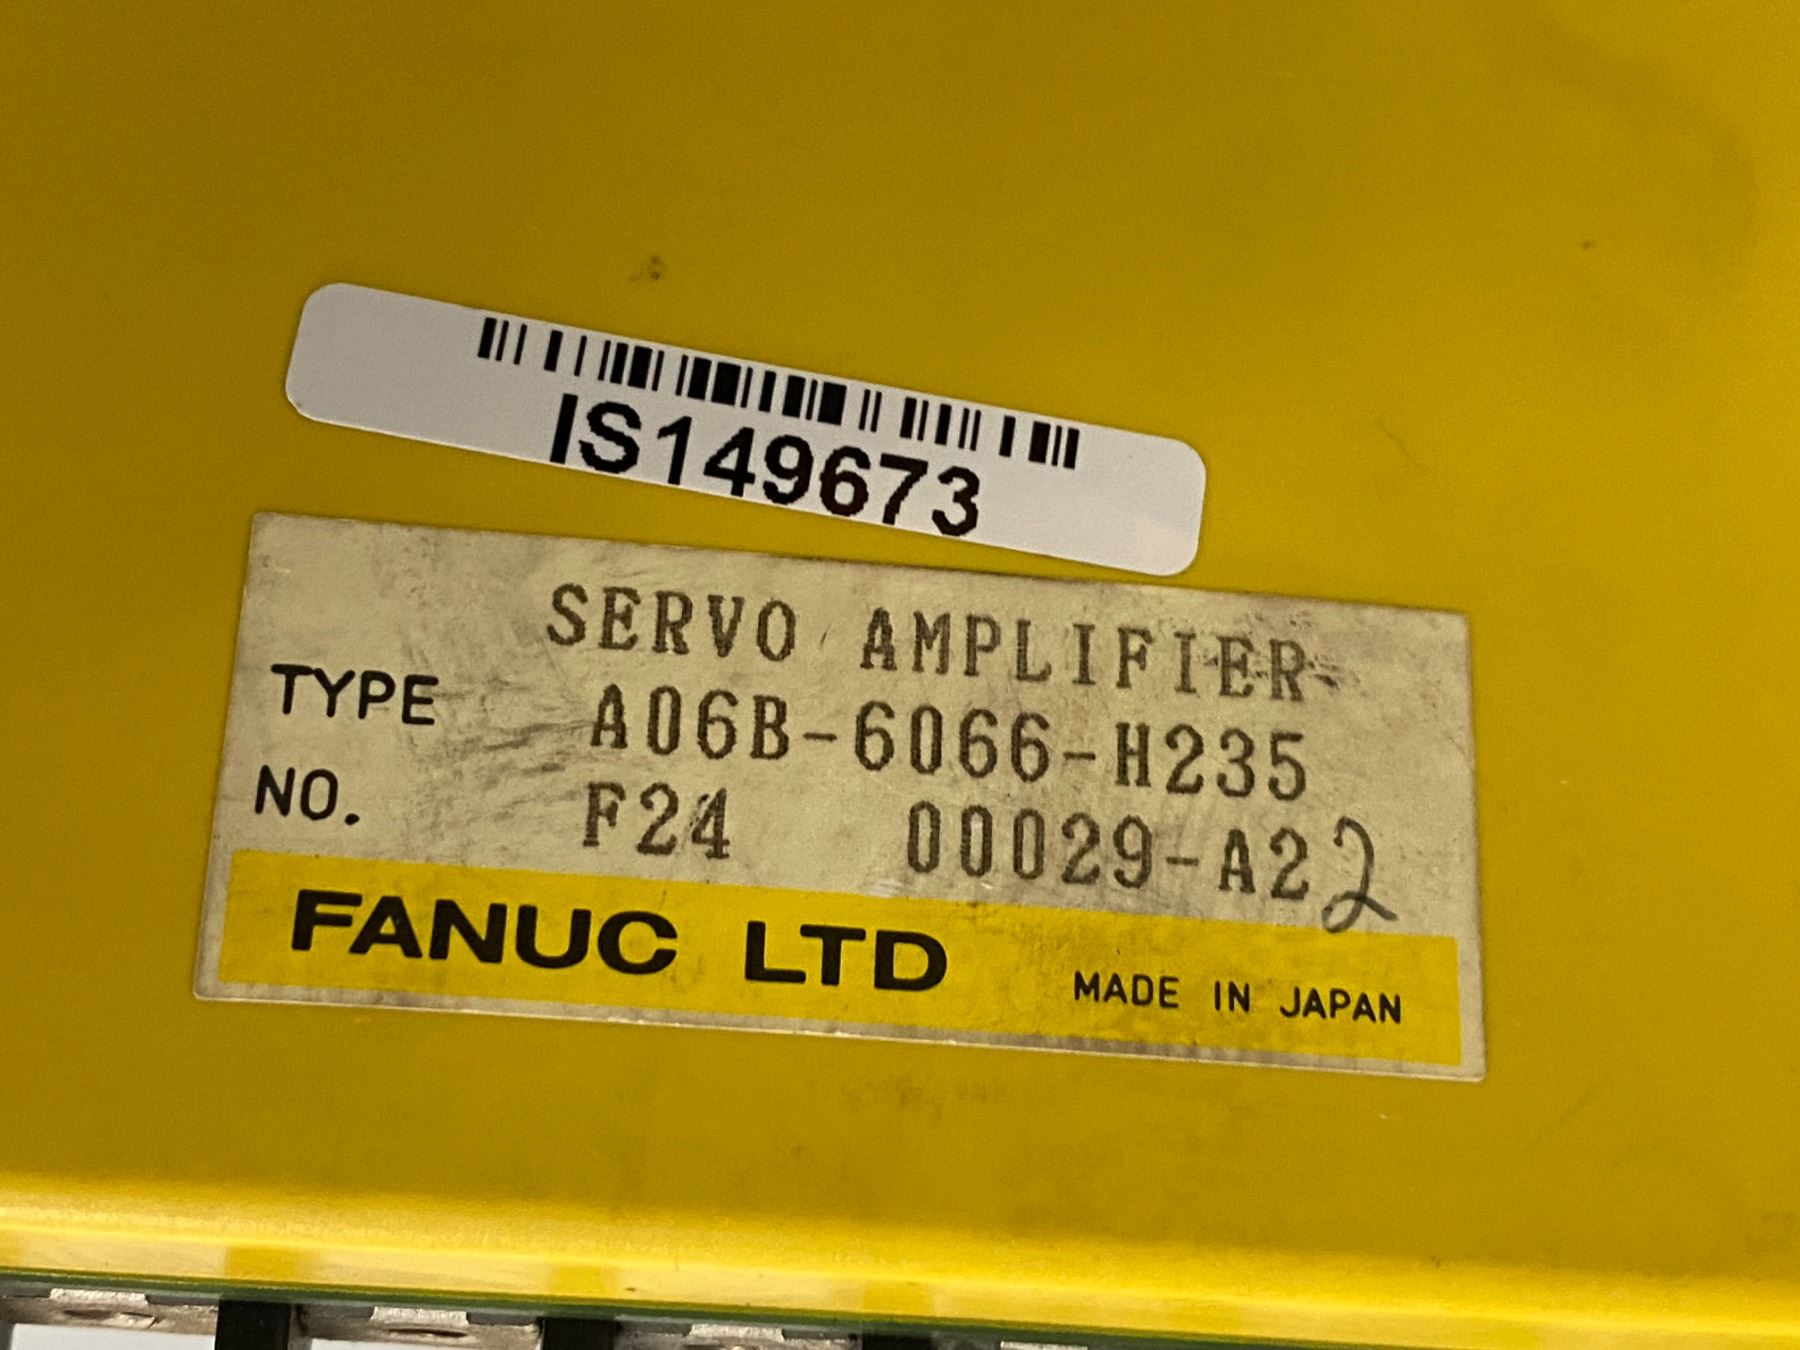 IS149673
SERVO AMPLIFIER
TYPE A06B-6066-H235
NO. F24 00029-A22
FANUC LTD MADE IN JAPAN